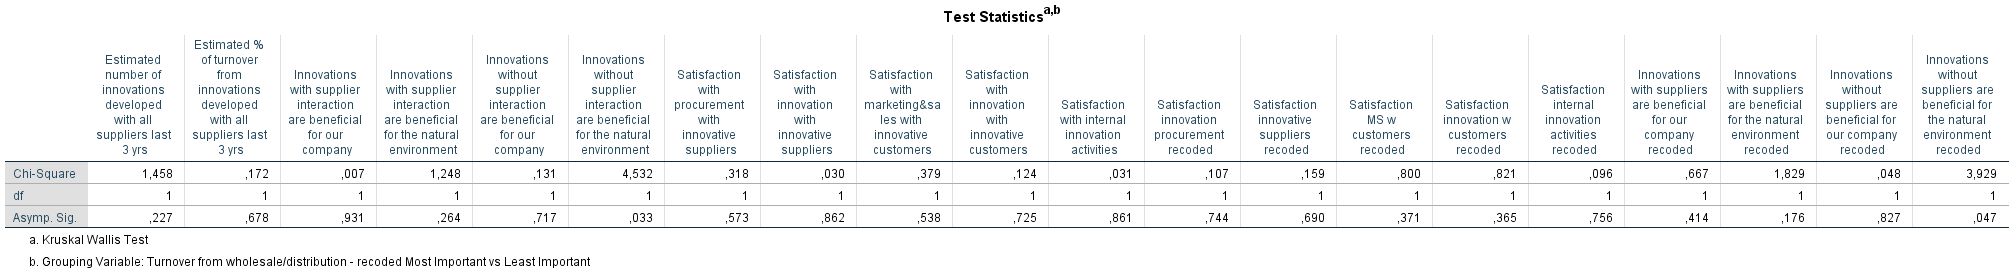 Test Statistics a,b
Estimated number of innovations developed with all suppliers last 3 yrs
Estimated % of turnover from innovations developed with all suppliers last 3 yrs
Innovations with supplier interaction are beneficial for our company
Innovations with supplier interaction are beneficial for the natural environment
Innovations without supplier interaction are beneficial for our company
Innovations without supplier interaction are beneficial for the natural environment
Satisfaction with procurement with innovative suppliers
Satisfaction with innovation with innovative suppliers
Satisfaction with marketing&sa les with innovative customers
Satisfaction with innovation with innovative customers
Satisfaction with internal innovation activities
Satisfaction innovation procurement recoded
Satisfaction innovative suppliers recoded
Satisfaction MS w customers recoded
Satisfaction innovation w customers recoded
Satisfaction internal innovation activities recoded
Innovations with suppliers are beneficial for our company recoded
Innovations with suppliers are beneficial for the natural environment recoded
Innovations without suppliers are beneficial for our company recoded
Innovations without suppliers are beneficial for the natural environment recoded
Chi-Square 1,458 ,172 ,007 1,248 ,131 4,532 ,318 ,030 ,379 ,124 ,031 ,107 ,159 ,800 ,821 ,096 ,667 1,829 ,048 3,929
df 1 1 1 1 1 1 1 1 1 1 1 1 1 1 1 1 1 1 1 1
Asymp. Sig. ,227 ,678 ,931 ,264 ,717 ,033 ,573 ,862 ,538 ,725 ,861 ,744 ,690 ,371 ,365 ,756 ,414 ,176 ,827 ,047
a. Kruskal Wallis Test
b. Grouping Variable: Turnover from wholesale/distribution - recoded Most Important vs Least Important